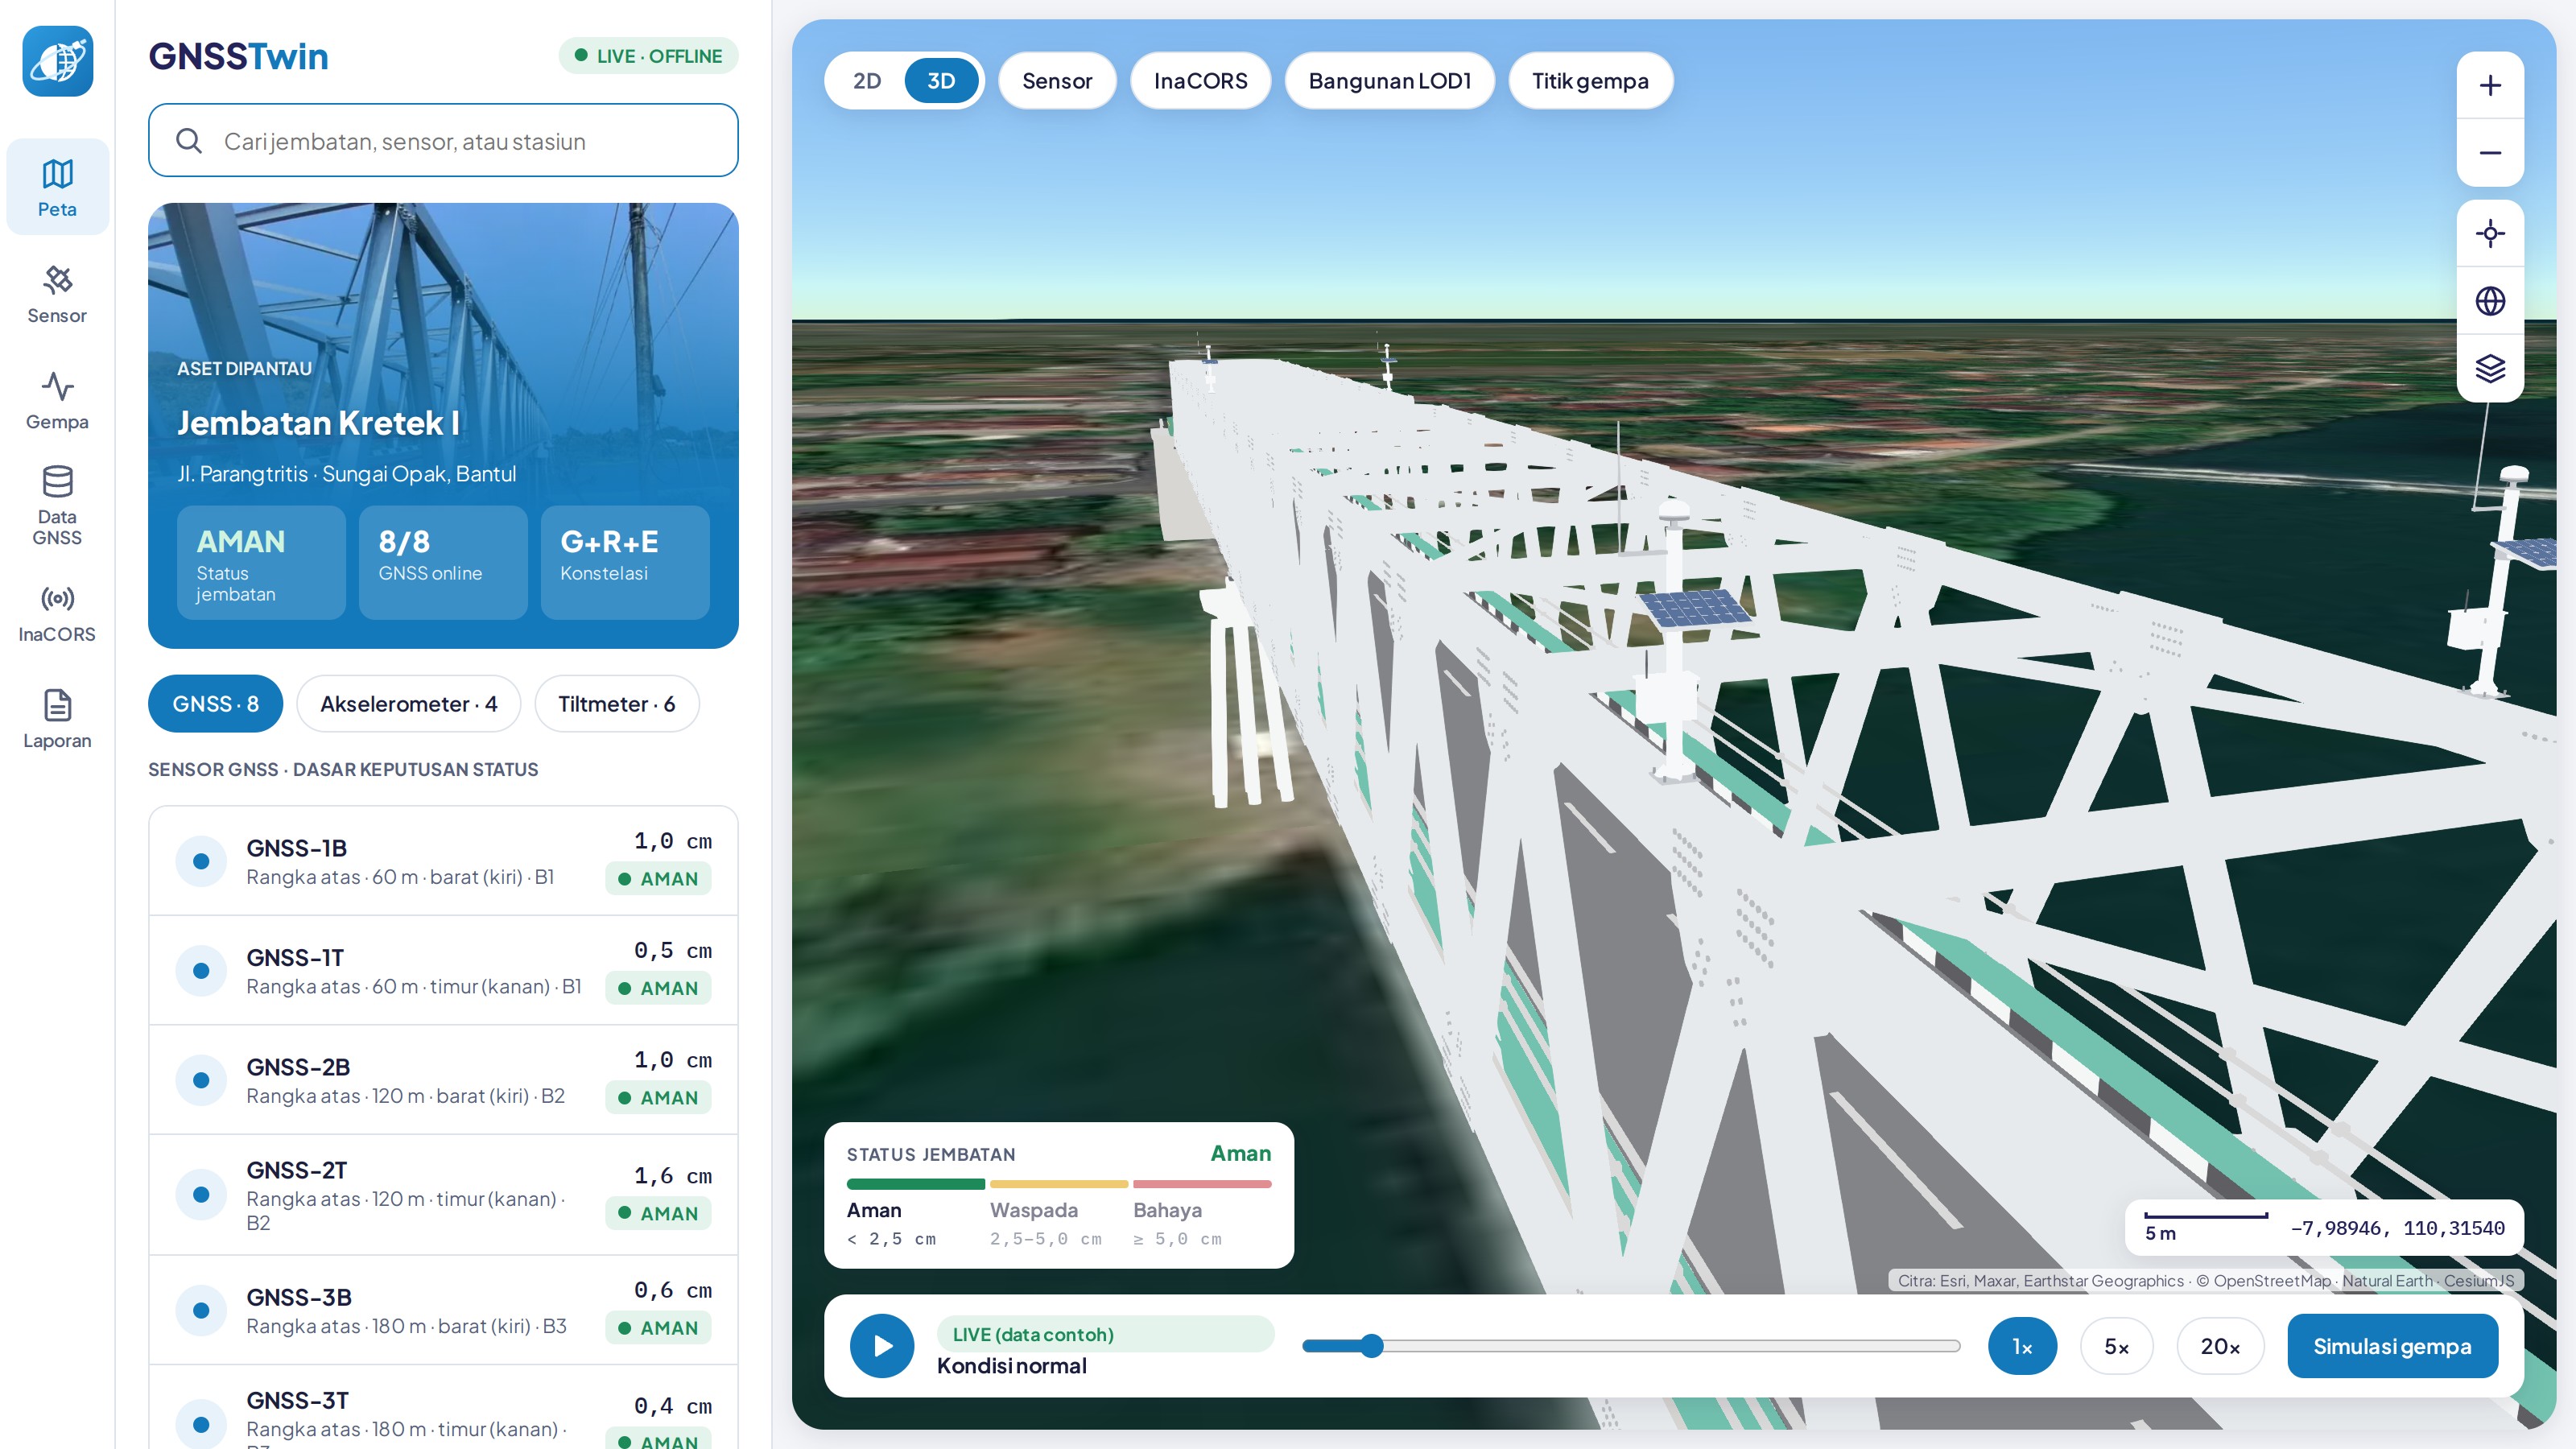 GNSSTwin
LIVE · OFFLINE
Cari jembatan, sensor, atau stasiun
Peta
Sensor
Gempa
Data
GNSS
InaCORS
Laporan
ASET DIPANTAU
Jembatan Kretek I
Jl. Parangtritis · Sungai Opak, Bantul
AMAN
Status
jembatan
8/8
GNSS online
G+R+E
Konstelasi
GNSS · 8
Akselerometer · 4
Tiltmeter · 6
SENSOR GNSS · DASAR KEPUTUSAN STATUS
GNSS-1B
Rangka atas · 60 m · barat (kiri) · B1
1,0 cm
AMAN
GNSS-1T
Rangka atas · 60 m · timur (kanan) · B1
0,5 cm
AMAN
GNSS-2B
Rangka atas · 120 m · barat (kiri) · B2
1,0 cm
AMAN
GNSS-2T
Rangka atas · 120 m · timur (kanan) ·
B2
1,6 cm
AMAN
GNSS-3B
Rangka atas · 180 m · barat (kiri) · B3
0,6 cm
AMAN
GNSS-3T
Rangka atas · 180 m · timur (kanan) ·
B3
0,4 cm
AMAN
2D
3D
Sensor
InaCORS
Bangunan LOD1
Titik gempa
STATUS JEMBATAN
Aman
Aman
Waspada
Bahaya
< 2,5 cm
2,5–5,0 cm
≥ 5,0 cm
5 m
−7,98946, 110,31540
Citra: Esri, Maxar, Earthstar Geographics · © OpenStreetMap · Natural Earth · CesiumJS
LIVE (data contoh)
Kondisi normal
1×
5×
20×
Simulasi gempa